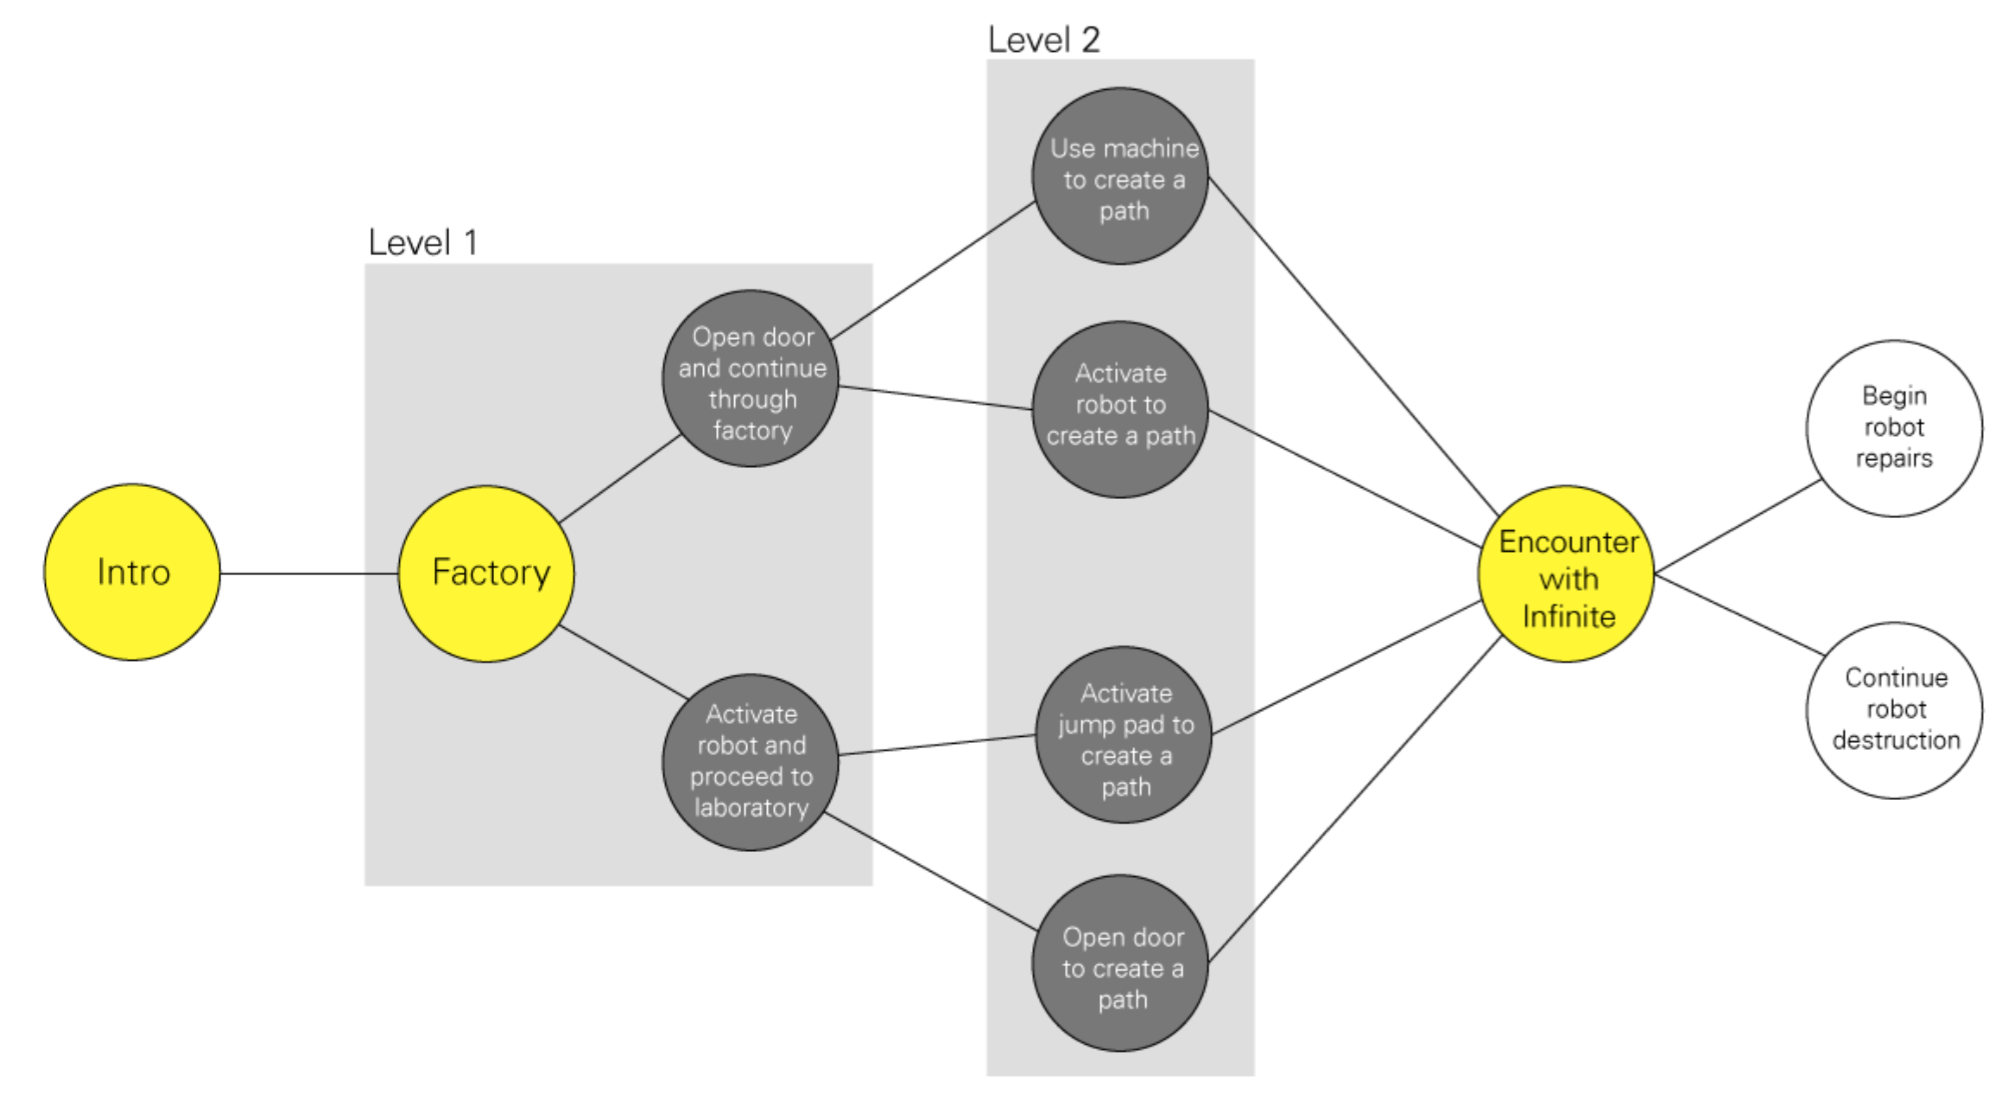 Level 2
Use machine
to create a
path
Level 1
Open door
and continue
through
factory
Activate
robot to
create a path
Begin
robot
repairs
Intro
Factory
Encounter
with
Infinite
Activate
robot and
proceed to
laboratory
Activate
jump pad to
create a
path
Continue
robot
destruction
Open door
to create a
path